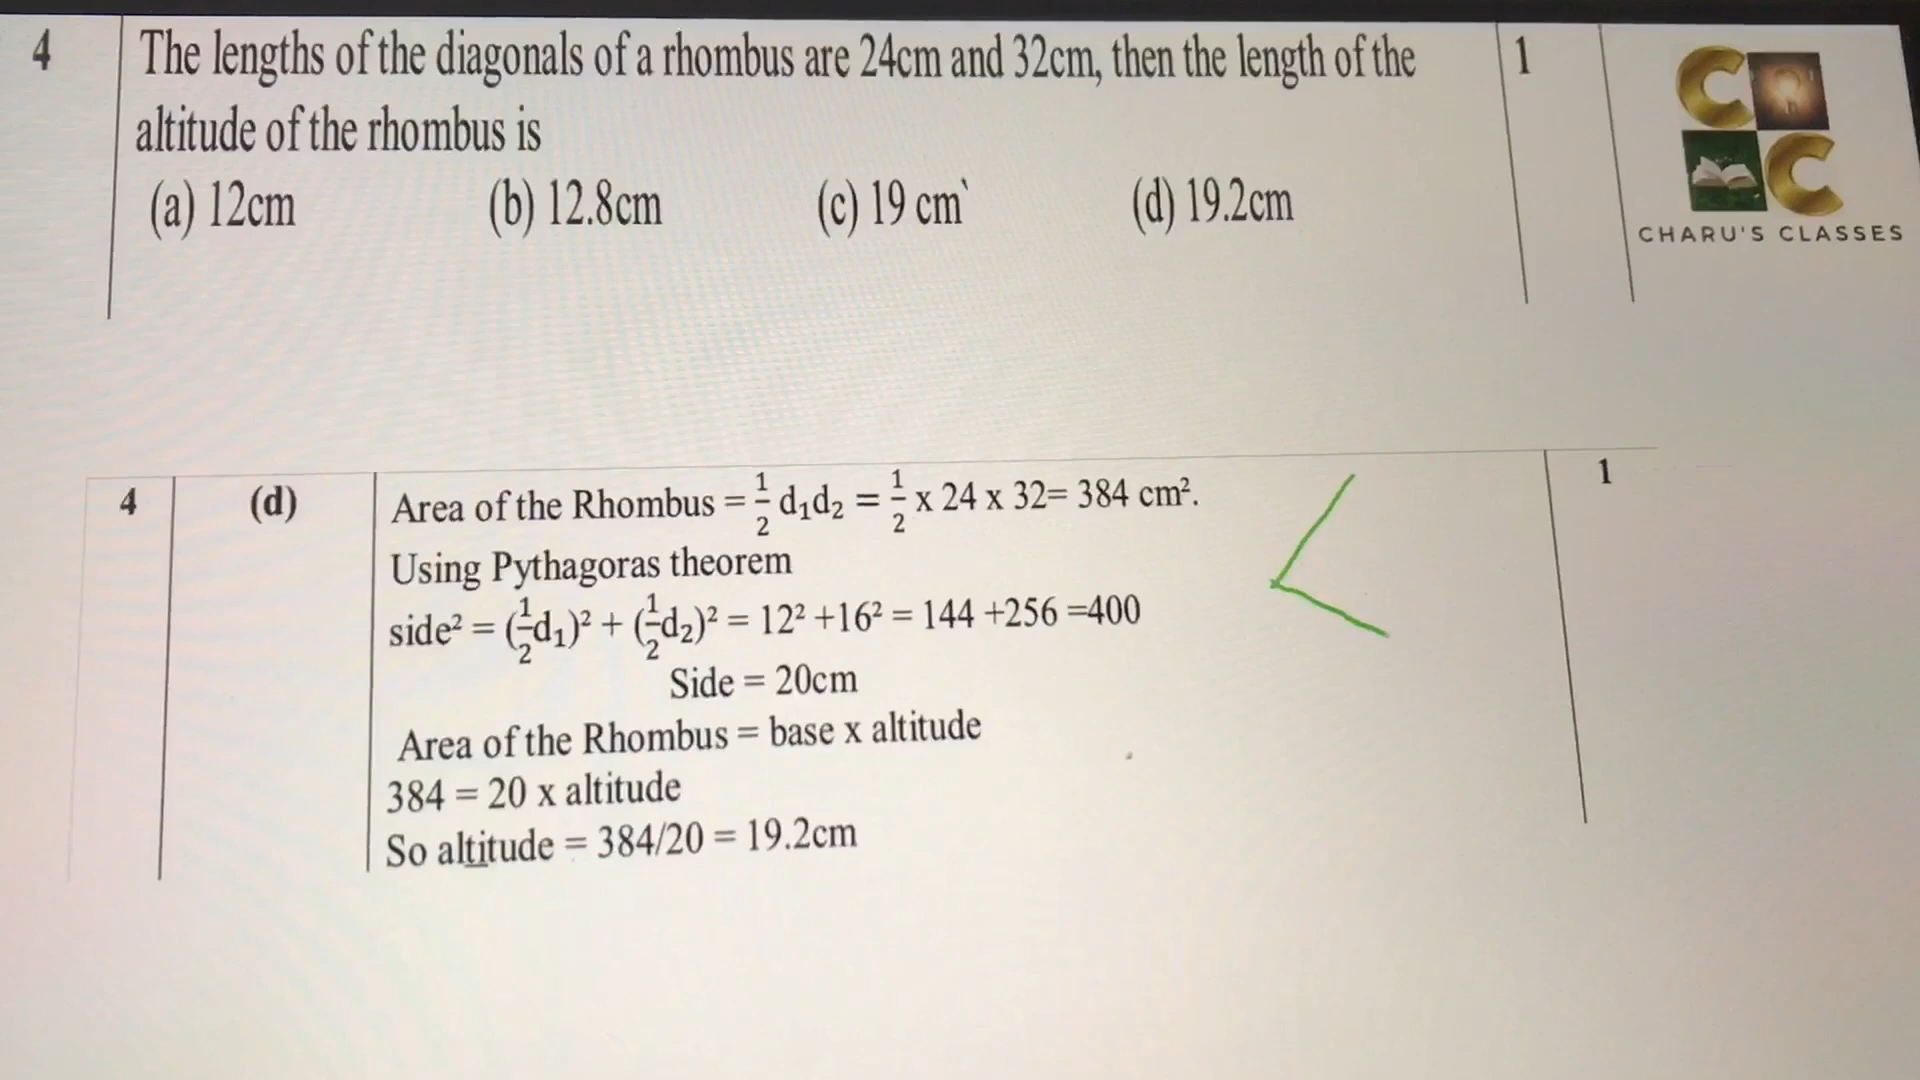 4 The lengths of the diagonals of a rhombus are 24cm and 32cm, then the length of the 1
altitude of the rhombus is
(a) 12cm (b) 12.8cm (c) 19 cm` (d) 19.2cm
CHARU'S CLASSES
4 (d) Area of the Rhombus = 1/2 d₁d₂ = 1/2 x 24 x 32= 384 cm². 1
Using Pythagoras theorem
side² = (1/2 d₁)² + (1/2 d₂)² = 12² +16² = 144 +256 =400
Side = 20cm
Area of the Rhombus = base x altitude
384 = 20 x altitude
So altitude = 384/20 = 19.2cm